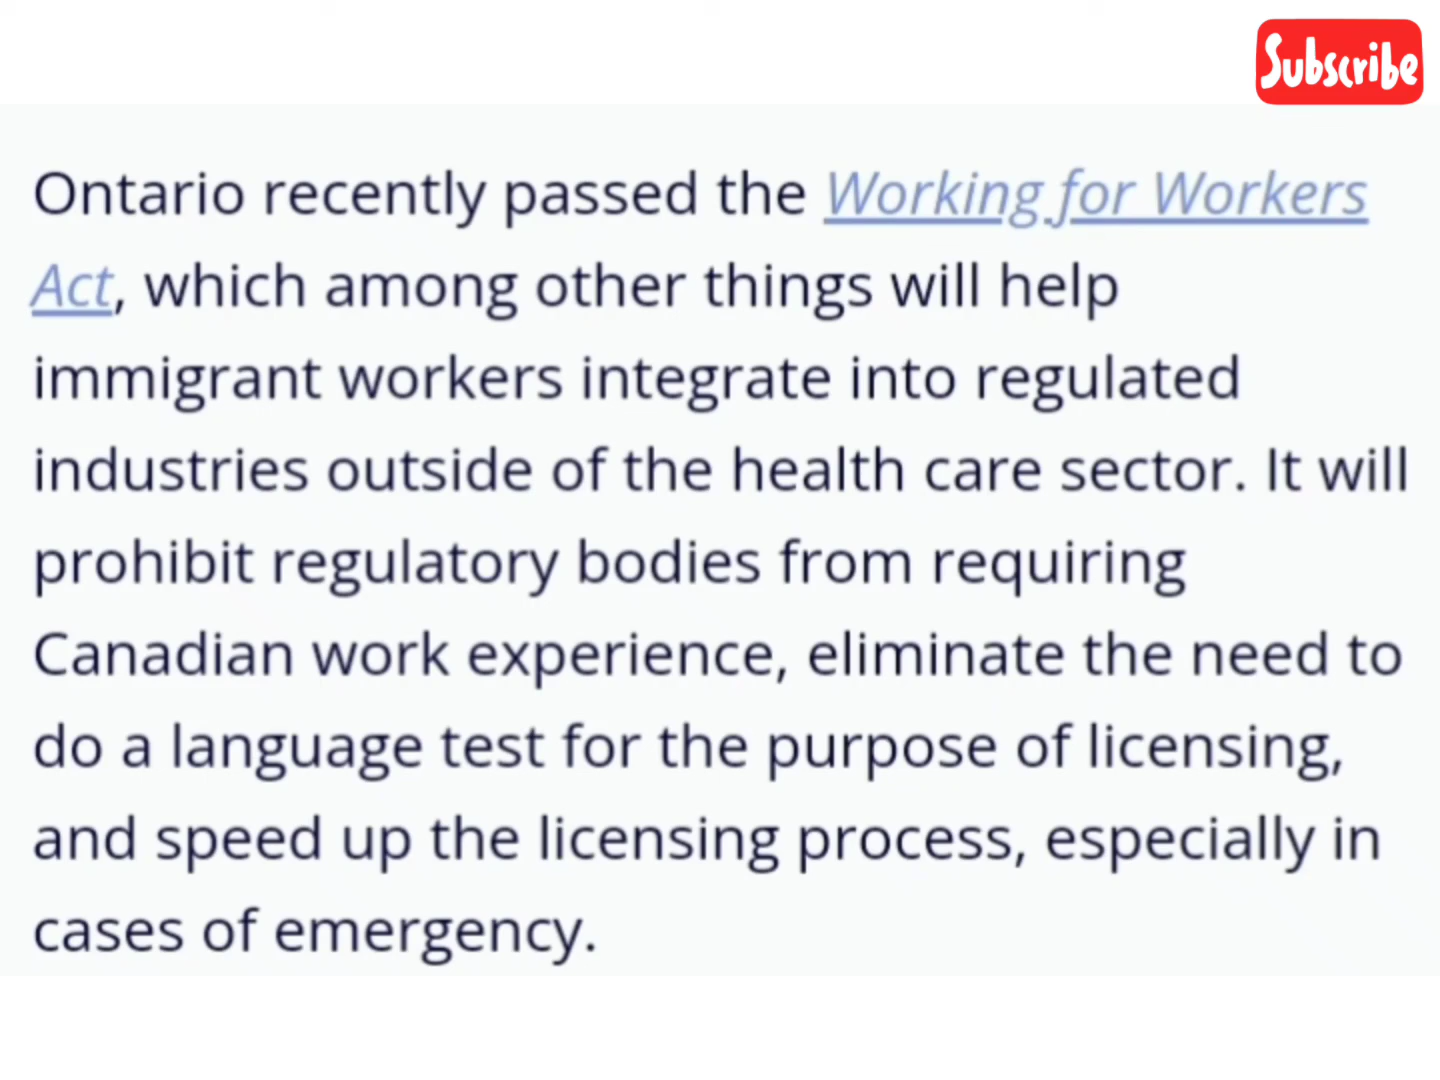 Subscribe
Ontario recently passed the Working for Workers
Act, which among other things will help
immigrant workers integrate into regulated
industries outside of the health care sector. It will
prohibit regulatory bodies from requiring
Canadian work experience, eliminate the need to
do a language test for the purpose of licensing,
and speed up the licensing process, especially in
cases of emergency.